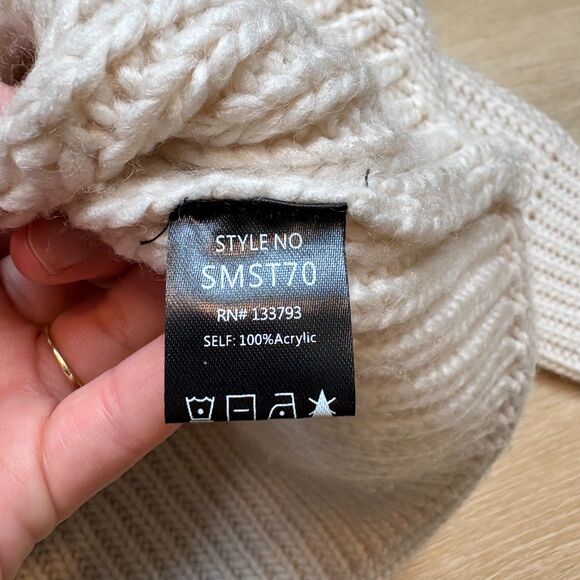 STYLE NO
SMST70
RN# 133793
SELF: 100%Acrylic